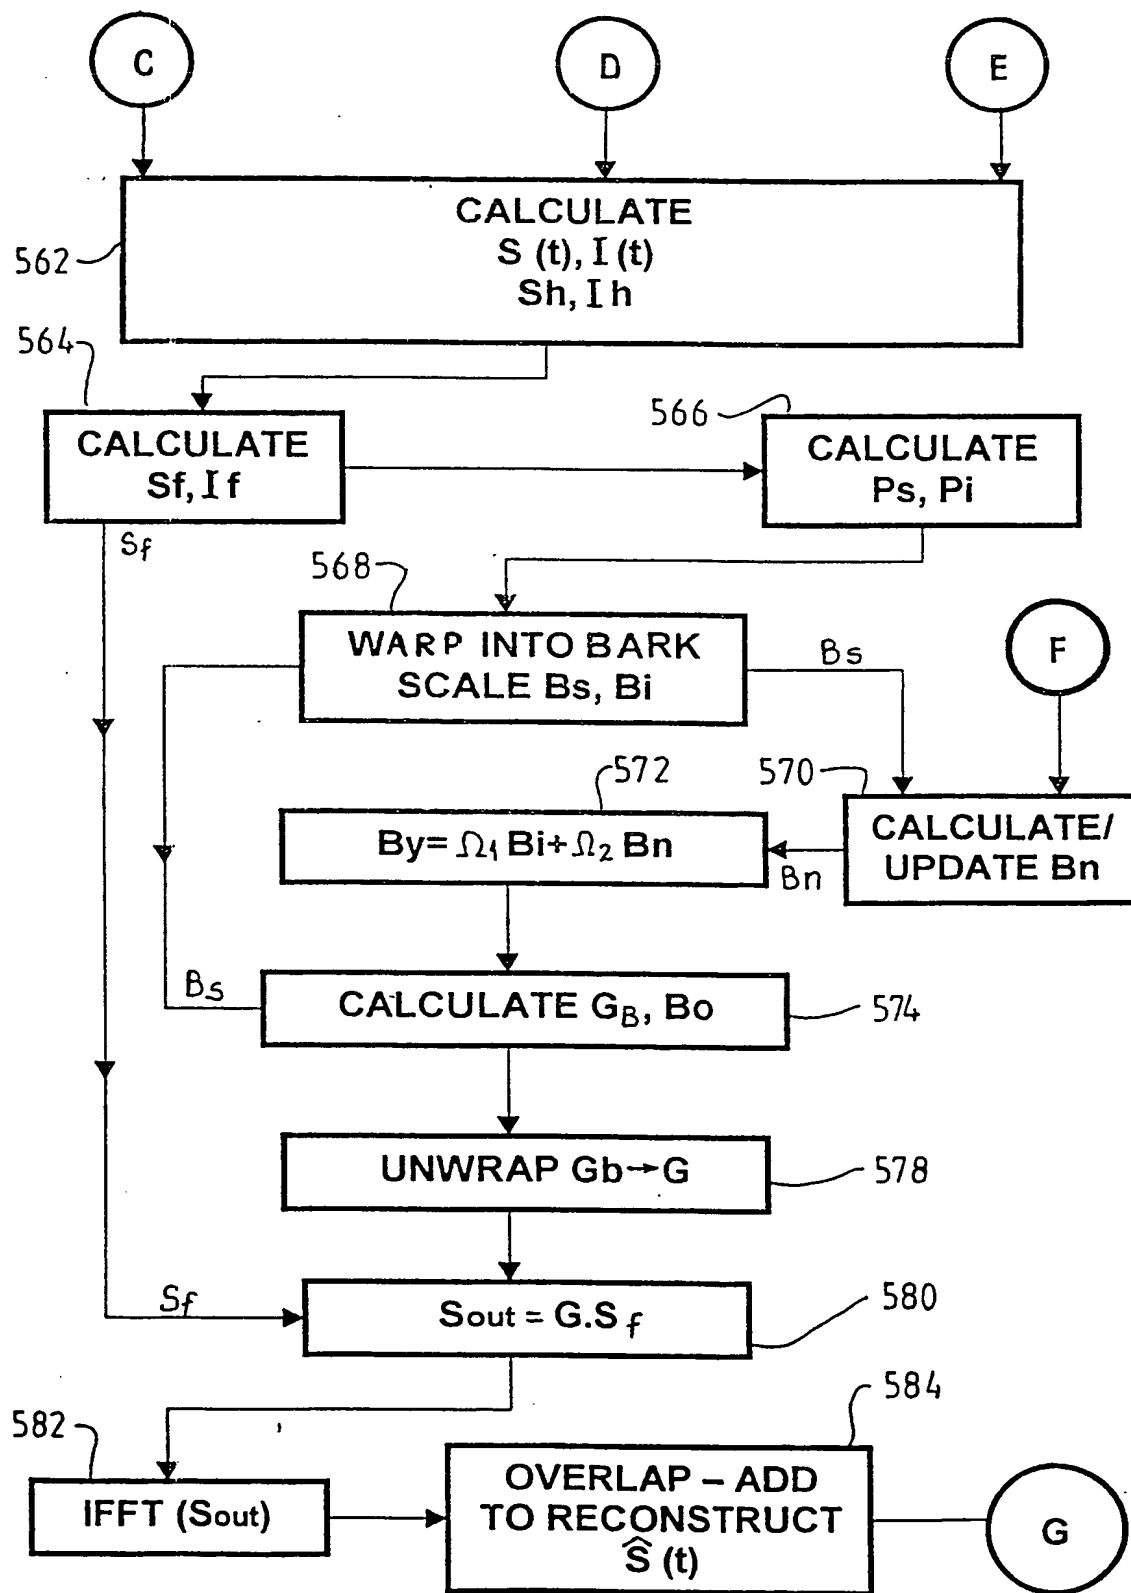 C
D
E
562
CALCULATE
S (t), I (t)
Sh, I h
564
CALCULATE
Sf, I f
566
CALCULATE
Ps, Pi
Sf
568
WARP INTO BARK
SCALE Bs, Bi
Bs
F
572
570
By= Ω1 Bi+Ω2 Bn
Bn
CALCULATE/
UPDATE Bn
Bs
CALCULATE GB, Bo
574
UNWRAP Gb→G
578
Sf
Sout = G.S f
580
582
584
IFFT (Sout)
OVERLAP – ADD
TO RECONSTRUCT
Ŝ (t)
G